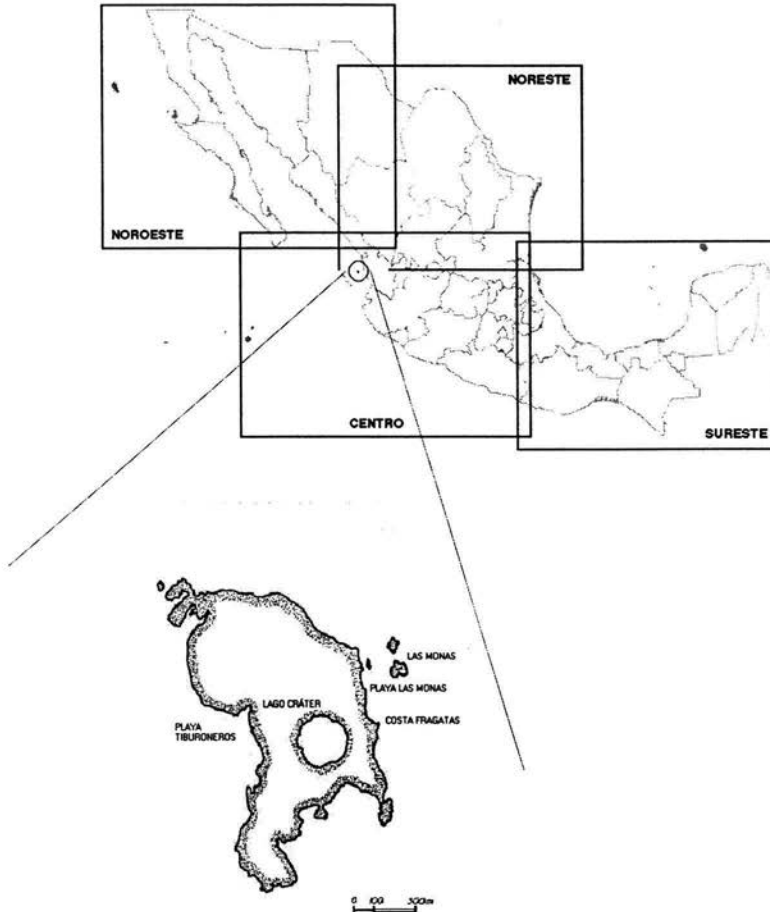 NORESTE
NOROESTE
CENTRO
SURESTE
LAS MONAS
PLAYA LAS MONAS
LAGO CRÁTER
COSTA FRAGATAS
PLAYA
TIBURONEROS
0 100 300m